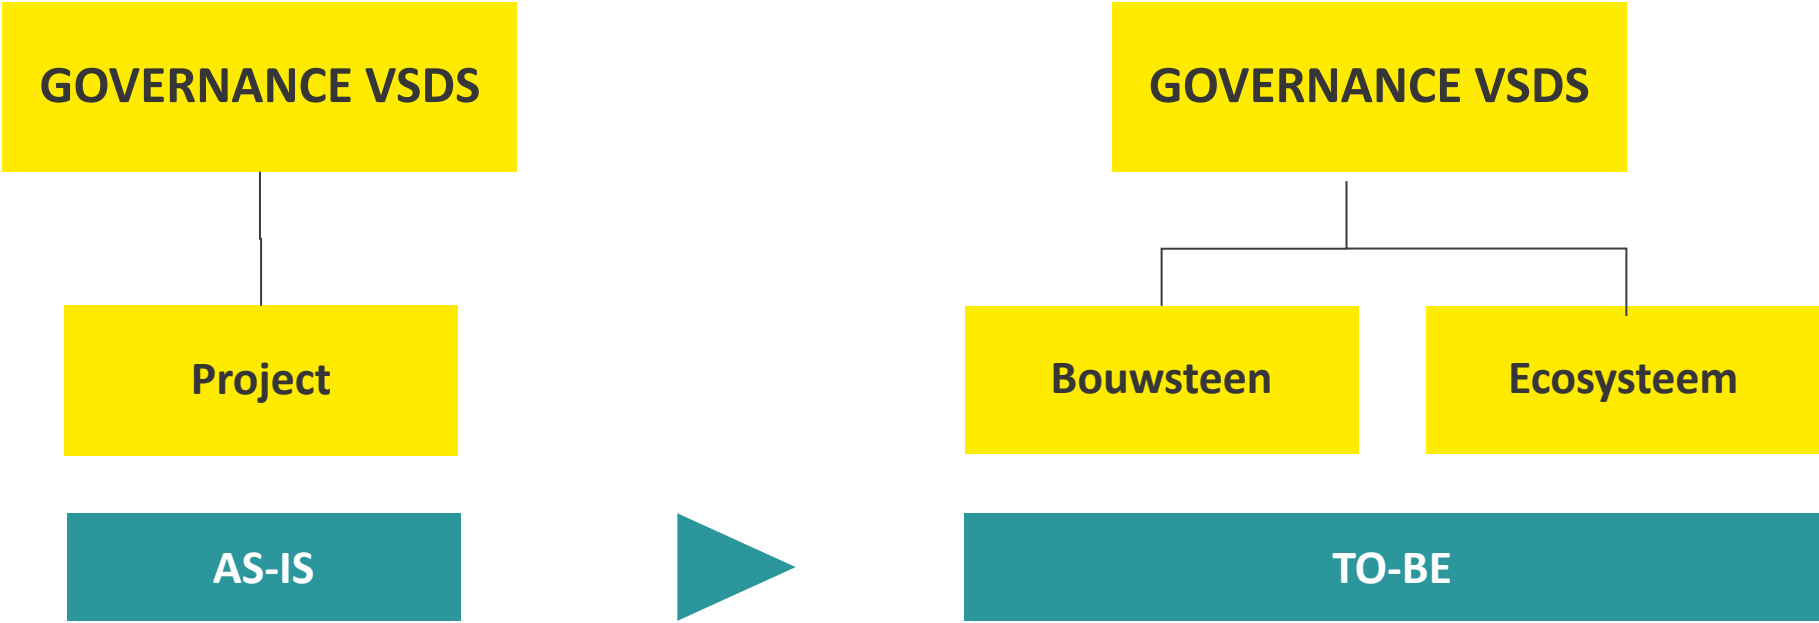 GOVERNANCE VSDS
GOVERNANCE VSDS
Project
Bouwsteen
Ecosysteem
AS-IS
TO-BE